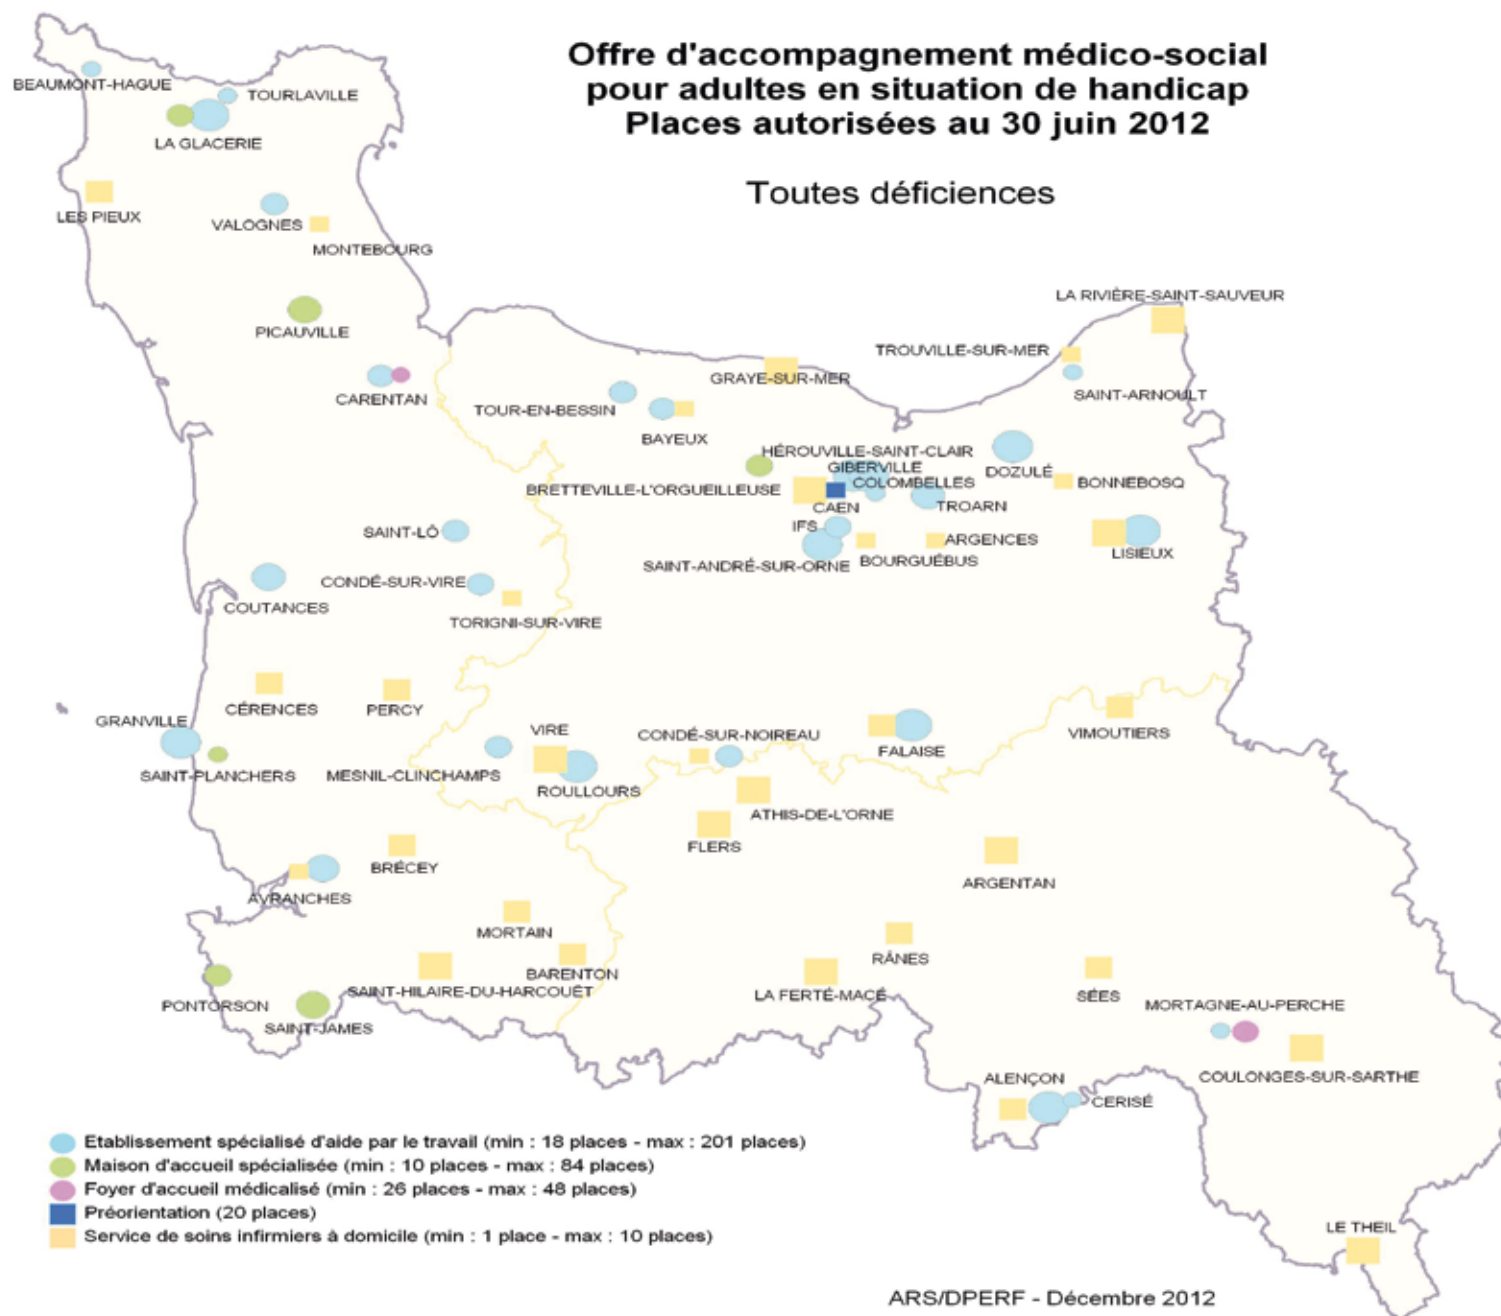 Offre d'accompagnement médico-social
pour adultes en situation de handicap
Places autorisées au 30 juin 2012
Toutes déficiences
BEAUMONT-HAGUE
TOURLAVILLE
LA GLACERIE
LES PIEUX
VALOGNES
MONTEBOURG
PICAUVILLE
LA RIVIÈRE-SAINT-SAUVEUR
TROUVILLE-SUR-MER
GRAYE-SUR-MER
SAINT-ARNOULT
CARENTAN
TOUR-EN-BESSIN
BAYEUX
HÉROUVILLE-SAINT-CLAIR
GIBERVILLE
DOZULÉ
COLOMBELLES
BONNEBOSQ
BRETTEVILLE-L'ORGUEILLEUSE
CAEN
TROARN
IFS
SAINT-LÔ
ARGENCES
LISIEUX
BOURGUÉBUS
SAINT-ANDRÉ-SUR-ORNE
CONDÉ-SUR-VIRE
COUTANCES
TORIGNI-SUR-VIRE
CÉRENCES
PERCY
GRANVILLE
VIRE
CONDÉ-SUR-NOIREAU
FALAISE
VIMOUTIERS
SAINT-PLANCHERS
MESNIL-CLINCHAMPS
ROULLOURS
ATHIS-DE-L'ORNE
FLERS
BRÉCEY
ARGENTAN
AVRANCHES
MORTAIN
RÂNES
BARENTON
SAINT-HILAIRE-DU-HARCOUËT
LA FERTÉ-MACÉ
SÉES
PONTORSON
MORTAGNE-AU-PERCHE
SAINT-JAMES
COULONGES-SUR-SARTHE
ALENÇON
CERISÉ
Etablissement spécialisé d'aide par le travail (min : 18 places - max : 201 places)
Maison d'accueil spécialisée (min : 10 places - max : 84 places)
Foyer d'accueil médicalisé (min : 26 places - max : 48 places)
Préorientation (20 places)
Service de soins infirmiers à domicile (min : 1 place - max : 10 places)
LE THEIL
ARS/DPERF - Décembre 2012